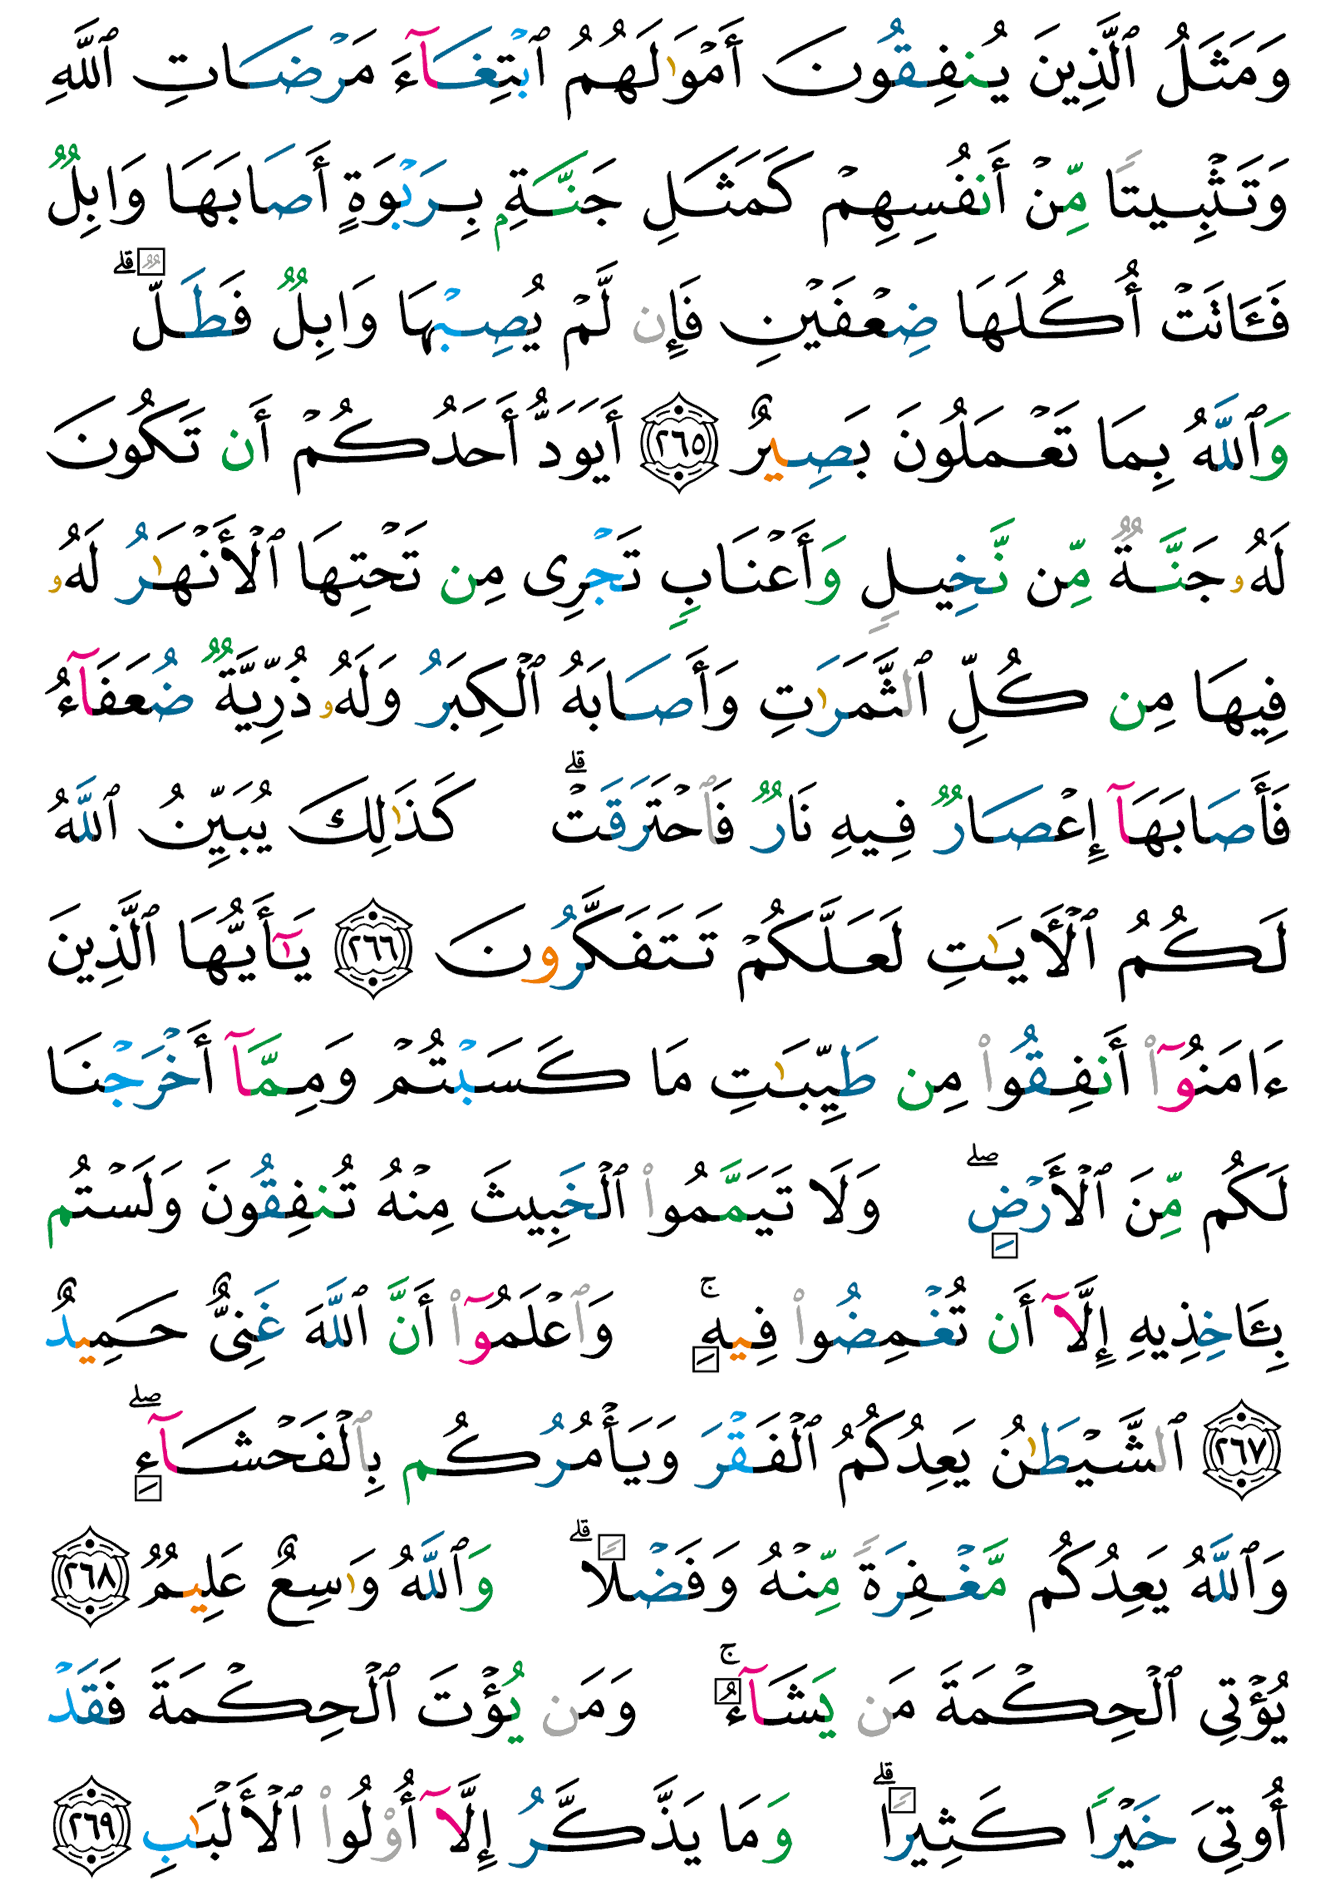 وَمَثَلُ ٱلَّذِينَ يُنفِقُونَ أَمْوَٰلَهُمُ ٱبْتِغَآءَ مَرْضَاتِ ٱللَّهِ
وَتَثْبِيتًا مِّنْ أَنفُسِهِمْ كَمَثَلِ جَنَّةِۭ بِرَبْوَةٍ أَصَابَهَا وَابِلٌ
فَـَٔاتَتْ أُكُلَهَا ضِعْفَيْنِ فَإِن لَّمْ يُصِبْهَا وَابِلٌ فَطَلٌّ ۗ
وَٱللَّهُ بِمَا تَعْمَلُونَ بَصِيرٌ ٢٦٥ أَيَوَدُّ أَحَدُكُمْ أَن تَكُونَ
لَهُۥ جَنَّةٌ مِّن نَّخِيلٍ وَأَعْنَابٍ تَجْرِى مِن تَحْتِهَا ٱلْأَنْهَٰرُ لَهُۥ
فِيهَا مِن كُلِّ ٱلثَّمَرَٰتِ وَأَصَابَهُ ٱلْكِبَرُ وَلَهُۥ ذُرِّيَّةٌ ضُعَفَآءُ
فَأَصَابَهَآ إِعْصَارٌ فِيهِ نَارٌ فَٱحْتَرَقَتْ ۗ كَذَٰلِكَ يُبَيِّنُ ٱللَّهُ
لَكُمُ ٱلْأَيَٰتِ لَعَلَّكُمْ تَتَفَكَّرُونَ ٢٦٦ يَٰٓأَيُّهَا ٱلَّذِينَ
ءَامَنُوٓا۟ أَنفِقُوا۟ مِن طَيِّبَٰتِ مَا كَسَبْتُمْ وَمِمَّآ أَخْرَجْنَا
لَكُم مِّنَ ٱلْأَرْضِ ۖ وَلَا تَيَمَّمُوا۟ ٱلْخَبِيثَ مِنْهُ تُنفِقُونَ وَلَسْتُم
بِـَٔاخِذِيهِ إِلَّآ أَن تُغْمِضُوا۟ فِيهِ ۚ وَٱعْلَمُوٓا۟ أَنَّ ٱللَّهَ غَنِىٌّ حَمِيدٌ
٢٦٧ ٱلشَّيْطَٰنُ يَعِدُكُمُ ٱلْفَقْرَ وَيَأْمُرُكُم بِٱلْفَحْشَآءِ ۖ
وَٱللَّهُ يَعِدُكُم مَّغْفِرَةً مِّنْهُ وَفَضْلًا ۗ وَٱللَّهُ وَٰسِعٌ عَلِيمٌ ٢٦٨
يُؤْتِى ٱلْحِكْمَةَ مَن يَشَآءُ ۚ وَمَن يُؤْتَ ٱلْحِكْمَةَ فَقَدْ
أُوتِىَ خَيْرًا كَثِيرًا ۗ وَمَا يَذَّكَّرُ إِلَّآ أُو۟لُوا۟ ٱلْأَلْبَٰبِ ٢٦٩